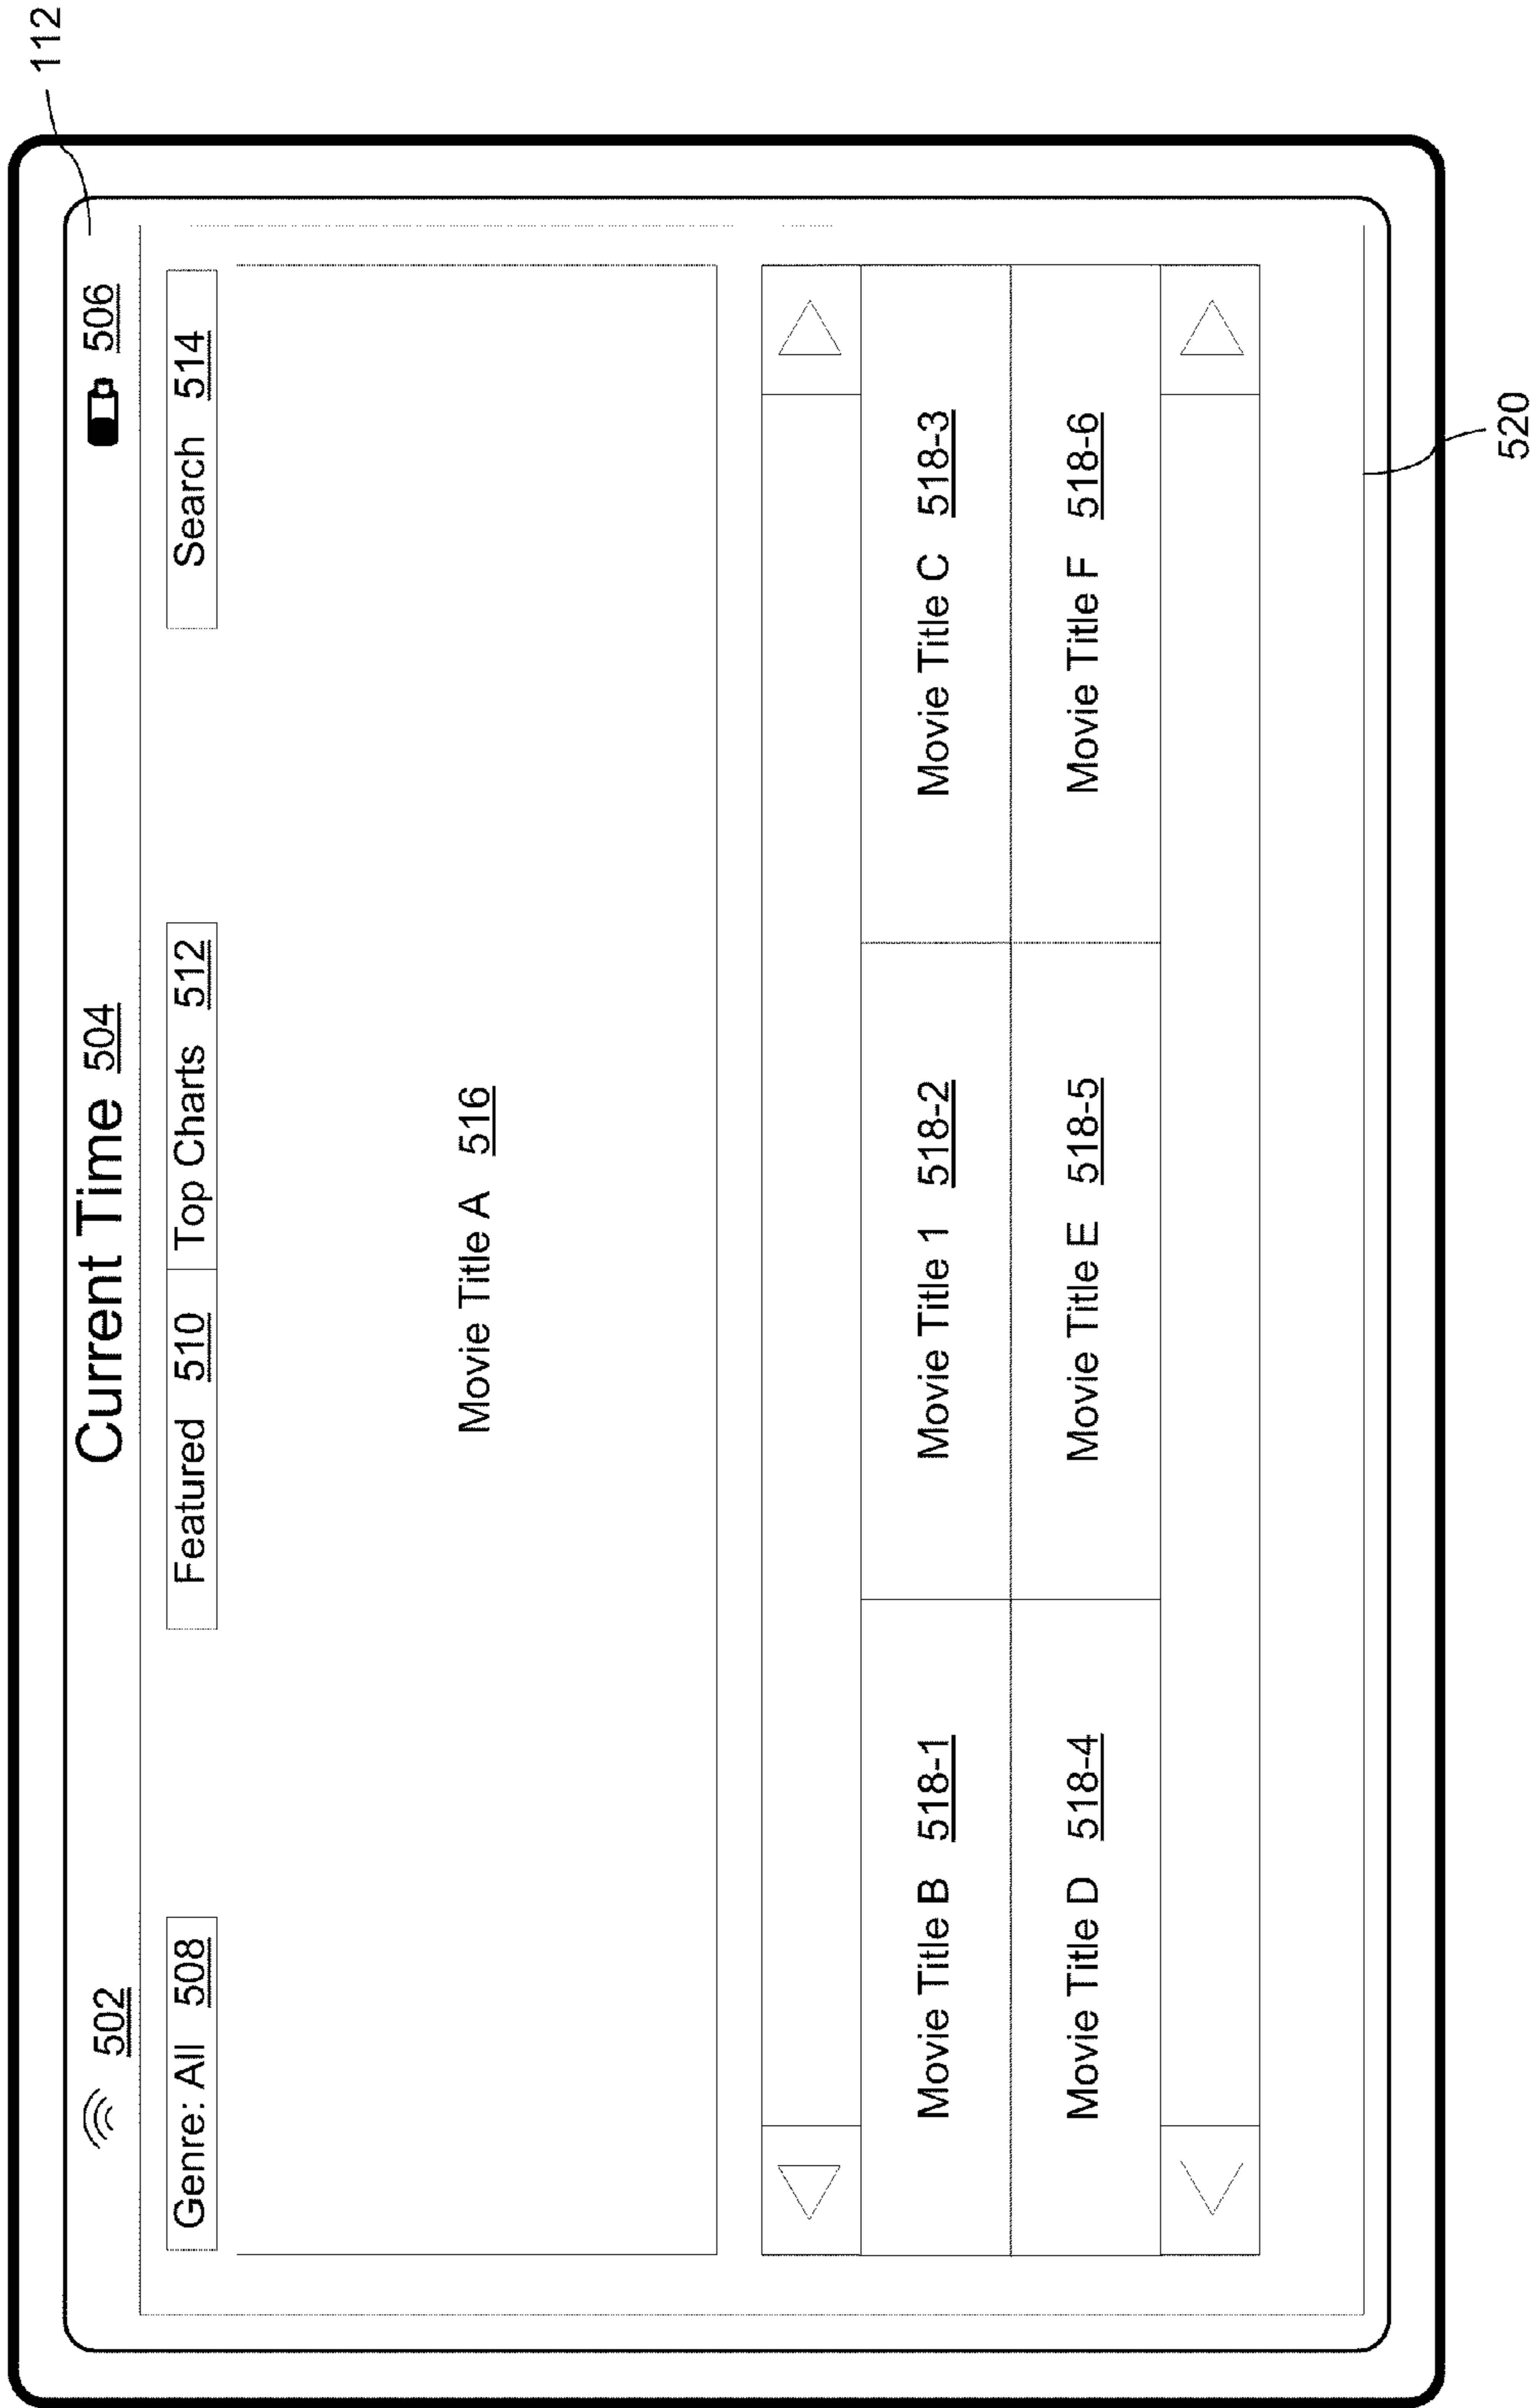 112
502
Current Time 504
506
Genre: All 508
Featured 510
Top Charts 512
Search 514
Movie Title A 516
Movie Title B 518-1
Movie Title 1 518-2
Movie Title C 518-3
Movie Title D 518-4
Movie Title E 518-5
Movie Title F 518-6
520